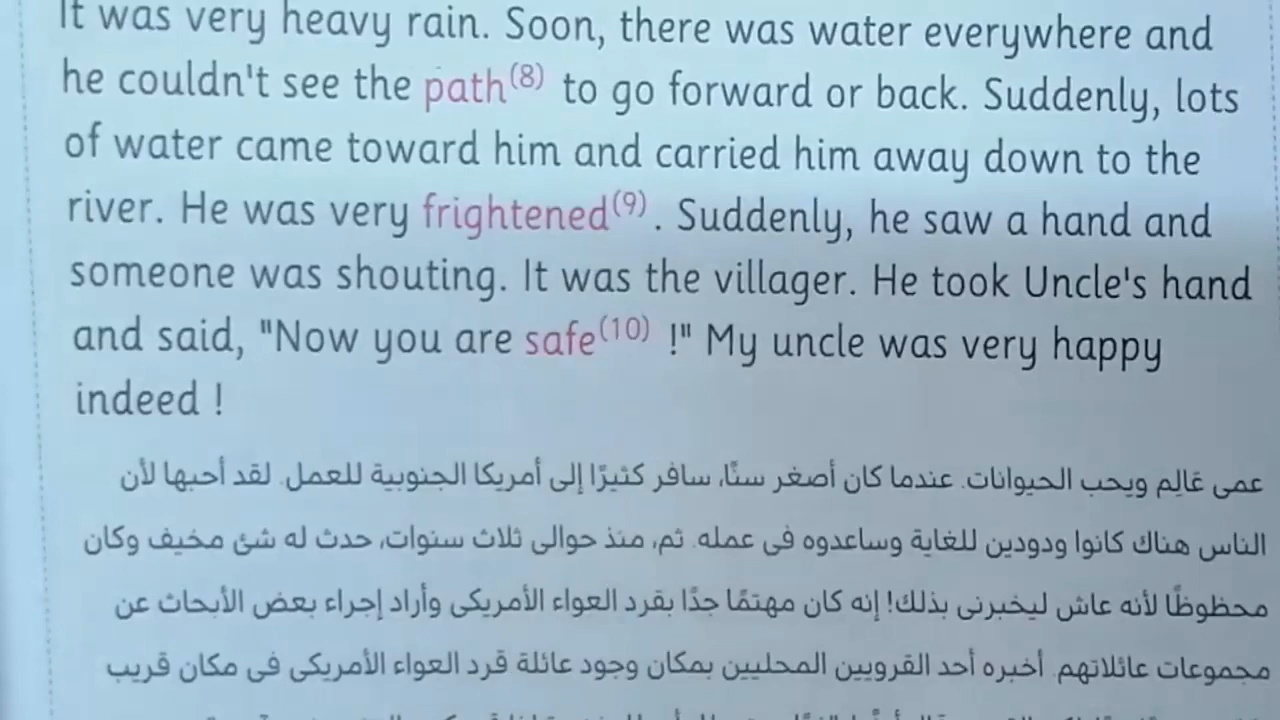 It was very heavy rain. Soon, there was water everywhere and
he couldn't see the path(8) to go forward or back. Suddenly, lots
of water came toward him and carried him away down to the
river. He was very frightened(9) . Suddenly, he saw a hand and
someone was shouting. It was the villager. He took Uncle's hand
and said, "Now you are safe(10) !" My uncle was very happy
indeed !
عمى عَالِم ويحب الحيوانات. عندما كان أصغر سنًّا، سافر كثيرًا إلى أمريكا الجنوبية للعمل. لقد أحبها لأن
الناس هناك كانوا ودودين للغاية وساعدوه فى عمله. ثم، منذ حوالى ثلاث سنوات، حدث له شئ مخيف وكان
محظوظًا لأنه عاش ليخبرنى بذلك! إنه كان مهتمًا جدًا بقرد العواء الأمريكى وأراد إجراء بعض الأبحاث عن
مجموعات عائلاتهم. أخبره أحد القرويين المحليين بمكان وجود عائلة قرد العواء الأمريكى فى مكان قريب